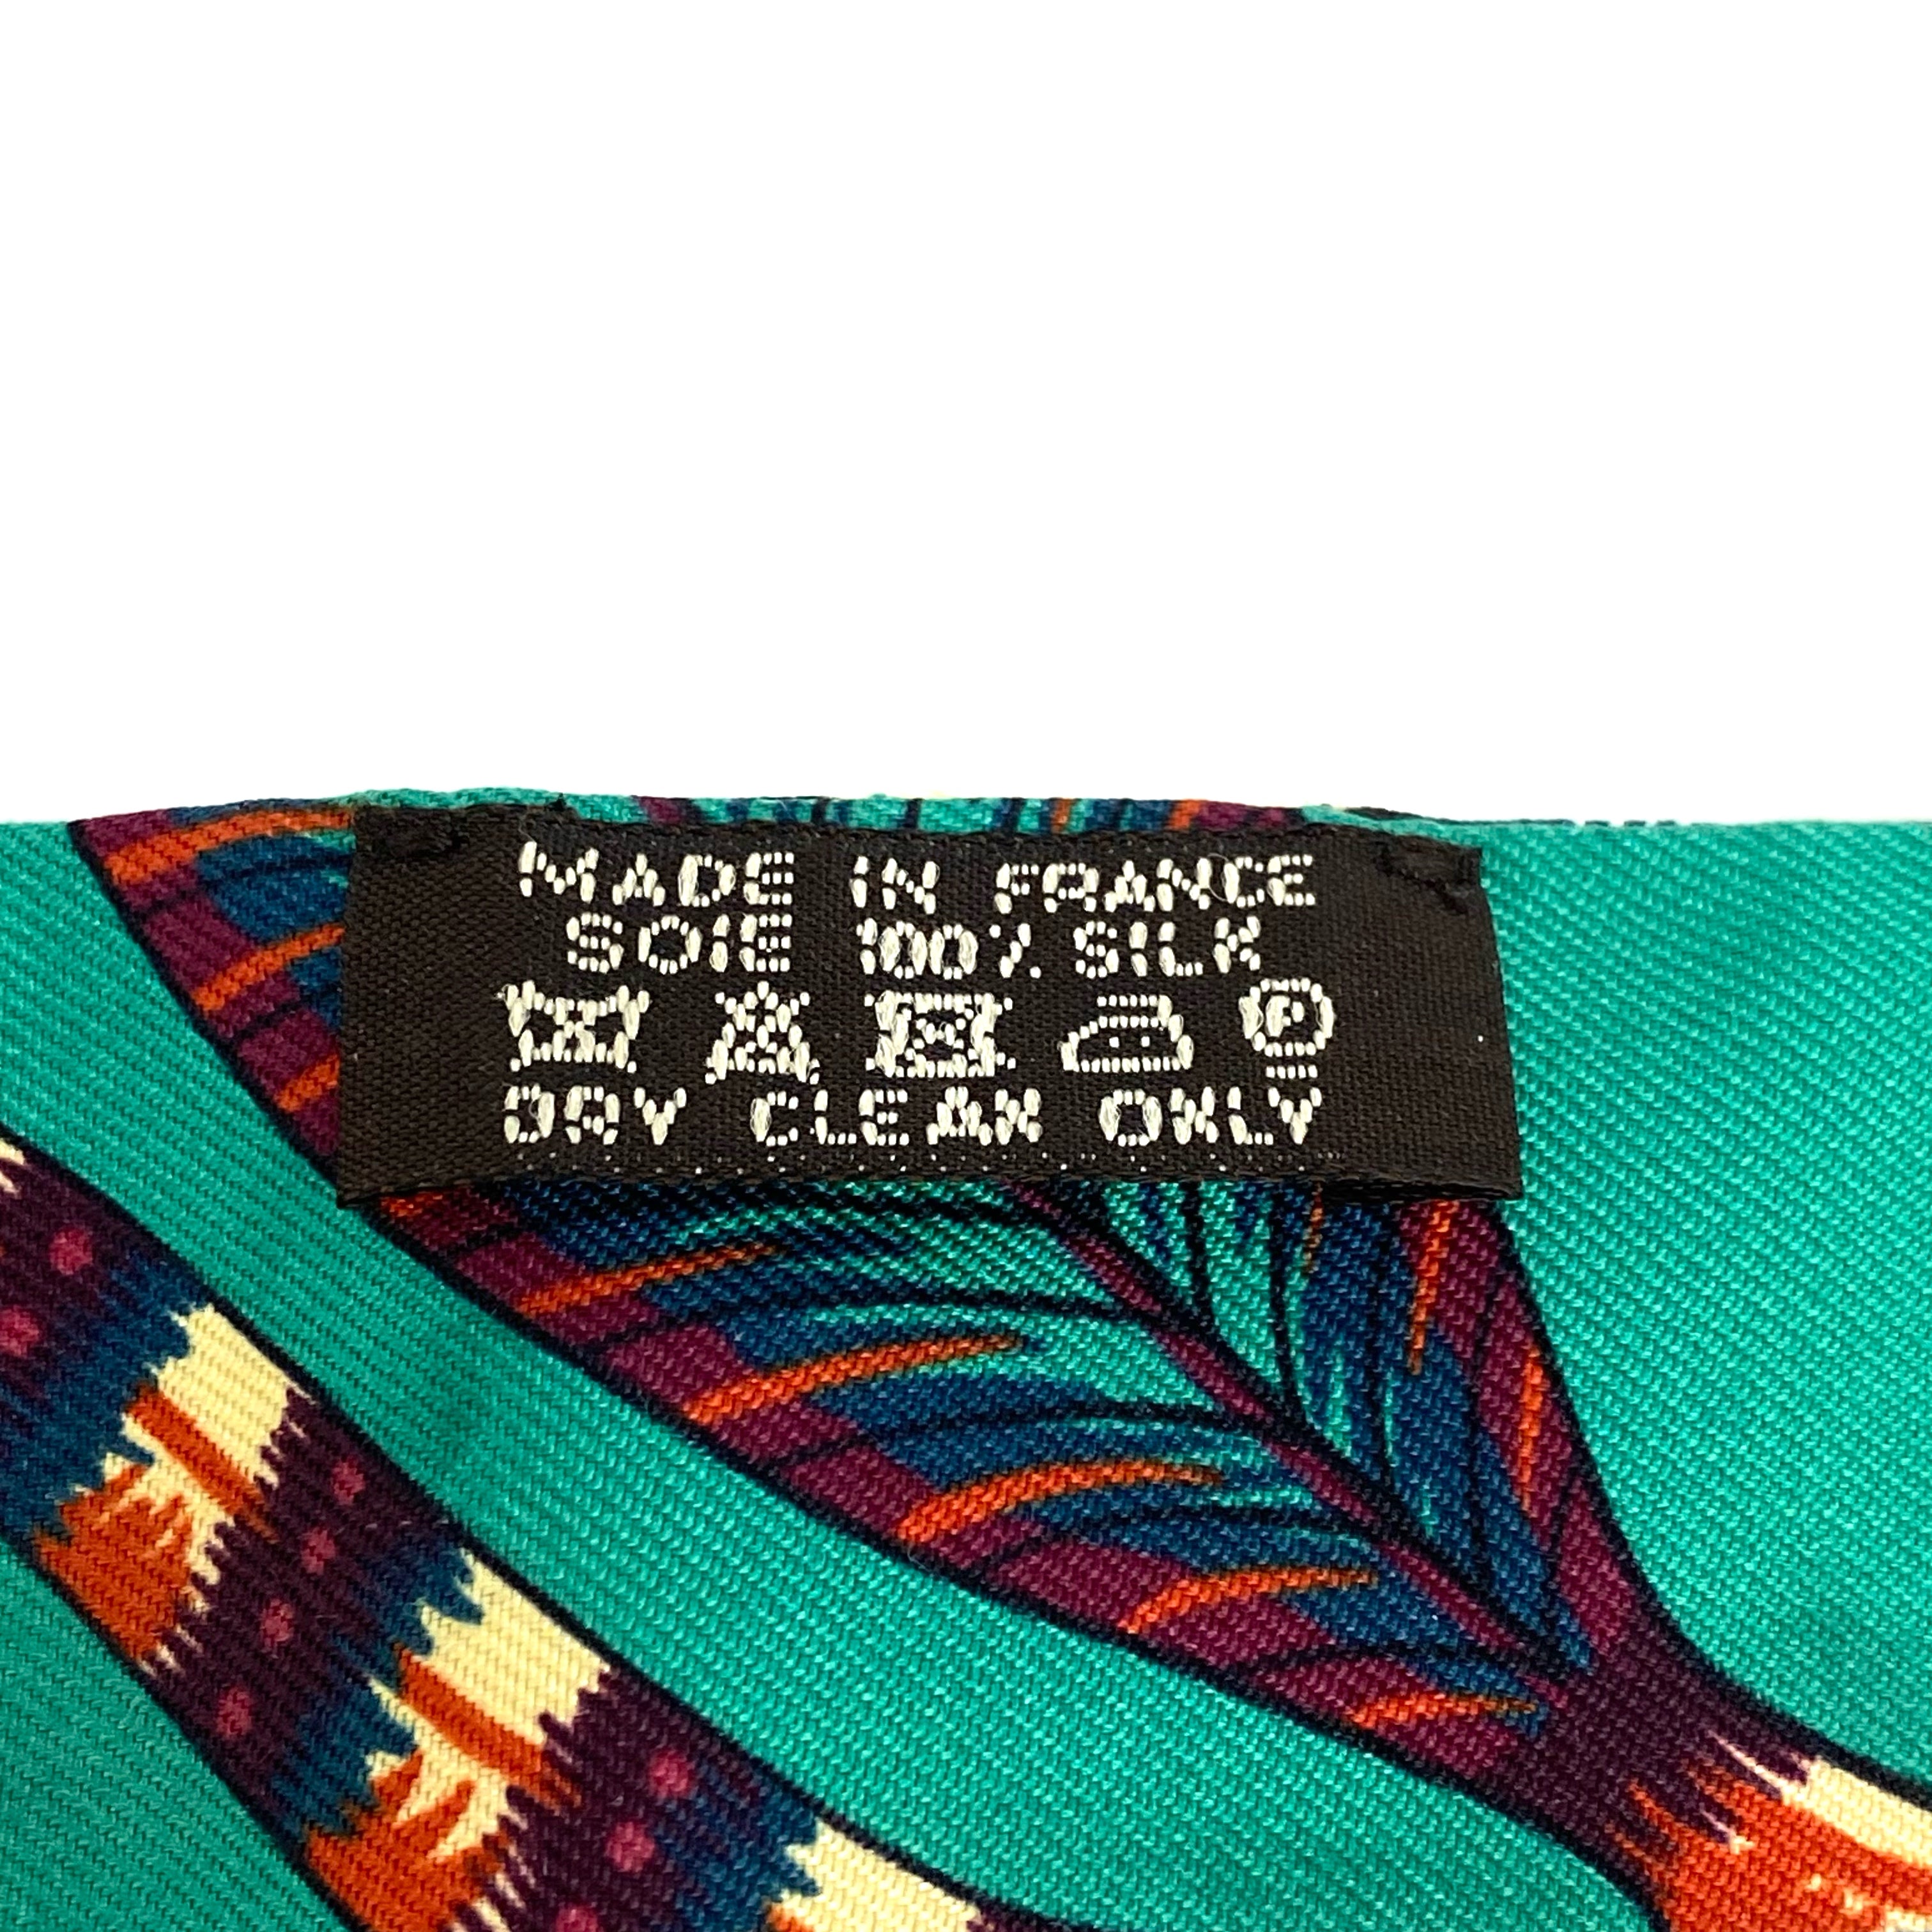 MADE IN FRANCE
SOIE 100% SILK
P
DRY CLEAN ONLY